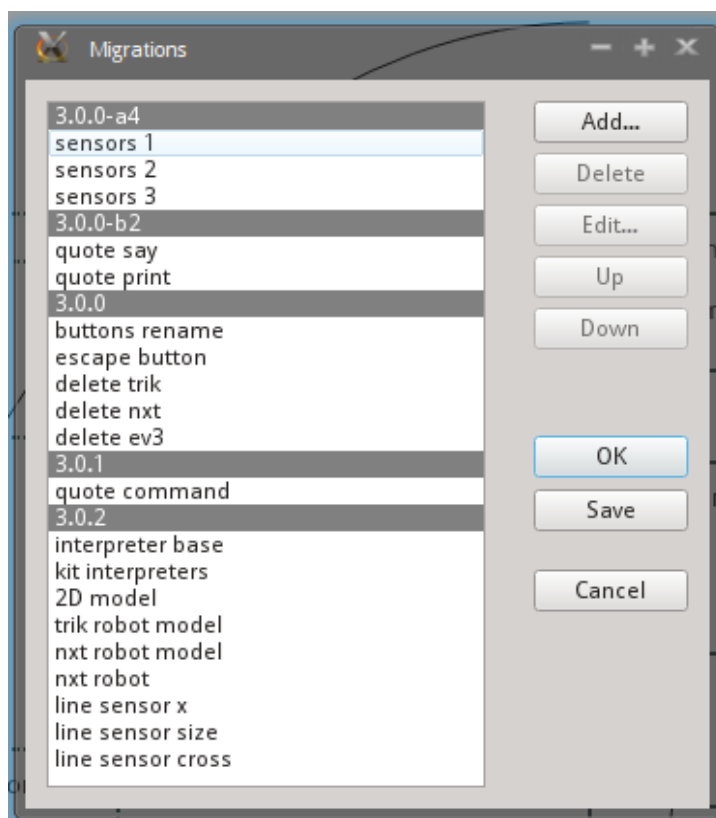 Migrations
3.0.0-a4
sensors 1
sensors 2
sensors 3
3.0.0-b2
quote say
quote print
3.0.0
buttons rename
escape button
delete trik
delete nxt
delete ev3
3.0.1
quote command
3.0.2
interpreter base
kit interpreters
2D model
trik robot model
nxt robot model
nxt robot
line sensor x
line sensor size
line sensor cross
Add...
Delete
Edit...
Up
Down
OK
Save
Cancel